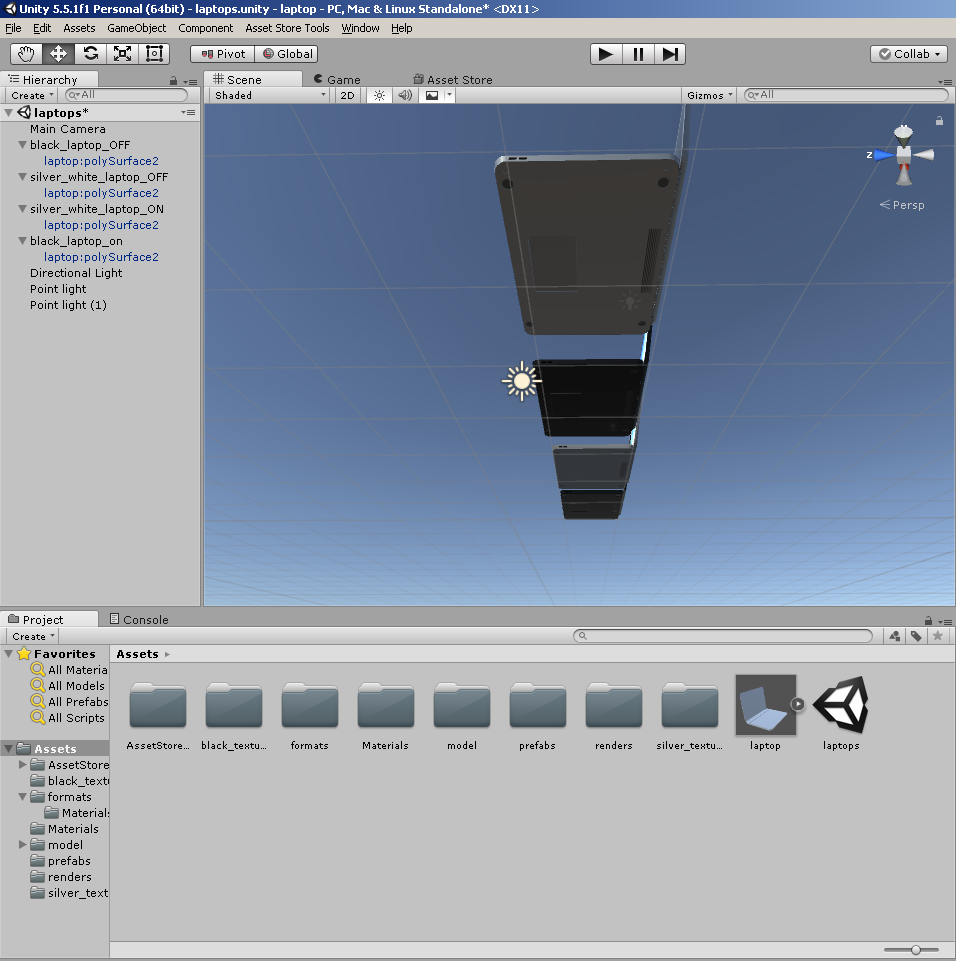 Unity 5.5.1f1 Personal (64bit) - laptops.unity - laptop - PC, Mac & Linux Standalone* <DX11>
File Edit Assets GameObject Component Asset Store Tools Window Help
Pivot Global Collab
Hierarchy
Create All
laptops*
Main Camera
black_laptop_OFF
laptop:polySurface2
silver_white_laptop_OFF
laptop:polySurface2
silver_white_laptop_ON
laptop:polySurface2
black_laptop_on
laptop:polySurface2
Directional Light
Point light
Point light (1)
Scene Game Asset Store
Shaded 2D Gizmos All
z
Persp
Project Console
Create
Favorites
All Materia
All Models
All Prefabs
All Scripts
Assets
AssetStore
black_text
formats
Materials
Materials
model
prefabs
renders
silver_text
Assets
AssetStore... black_textu... formats Materials model prefabs renders silver_textu... laptop laptops